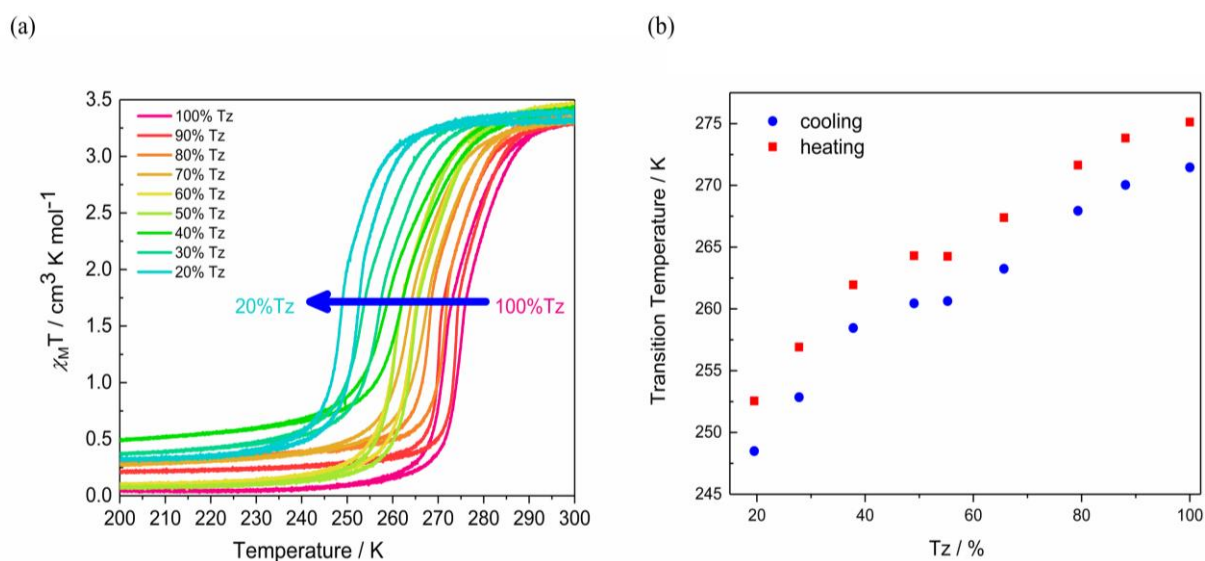 (a)
(b)
3.5
3.0
2.5
2.0
1.5
1.0
0.5
0.0
χMT / cm³ K mol⁻¹
100% Tz
90% Tz
80% Tz
70% Tz
60% Tz
50% Tz
40% Tz
30% Tz
20% Tz
20%Tz
100%Tz
200 210 220 230 240 250 260 270 280 290 300
Temperature / K
cooling
heating
275
270
265
260
255
250
245
Transition Temperature / K
20 40 60 80 100
Tz / %